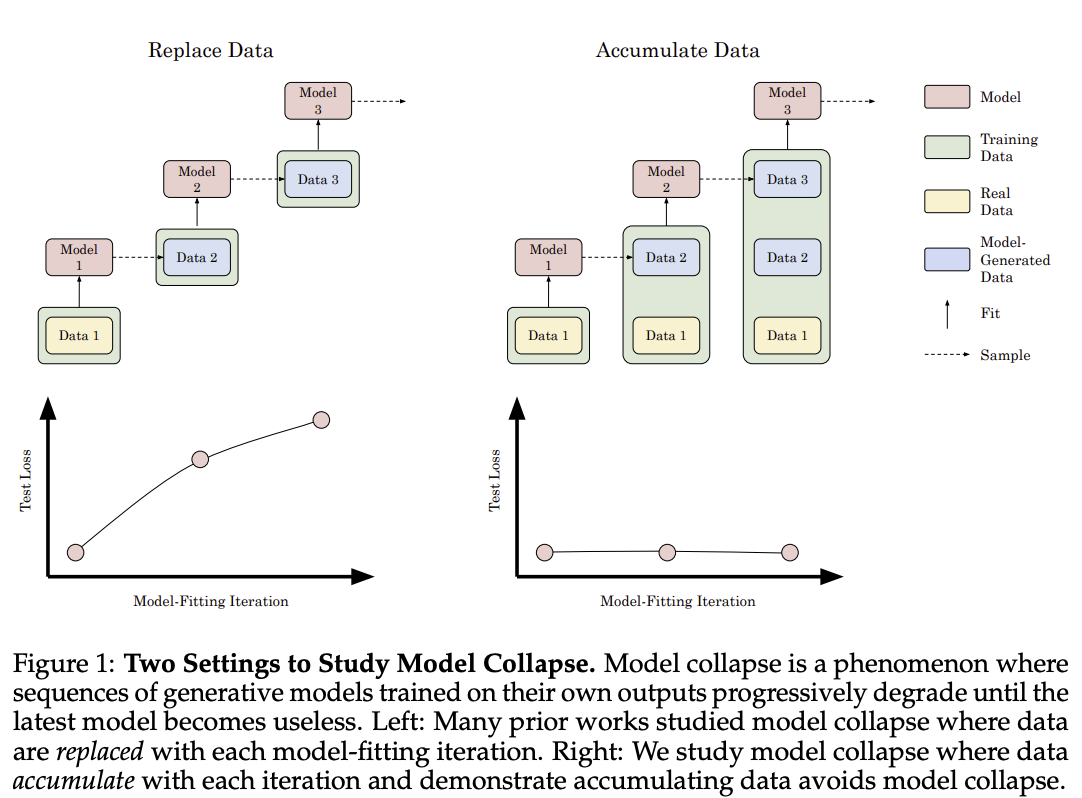 Replace Data
Model
3
Model
2
Data 3
Model
1
Data 2
Data 1
Test Loss
Model-Fitting Iteration
Accumulate Data
Model
3
Model
2
Data 3
Model
1
Data 2
Data 2
Data 1
Data 1
Data 1
Test Loss
Model-Fitting Iteration
Model
Training
Data
Real
Data
Model-
Generated
Data
Fit
Sample
Figure 1: Two Settings to Study Model Collapse. Model collapse is a phenomenon where
sequences of generative models trained on their own outputs progressively degrade until the
latest model becomes useless. Left: Many prior works studied model collapse where data
are replaced with each model-fitting iteration. Right: We study model collapse where data
accumulate with each iteration and demonstrate accumulating data avoids model collapse.